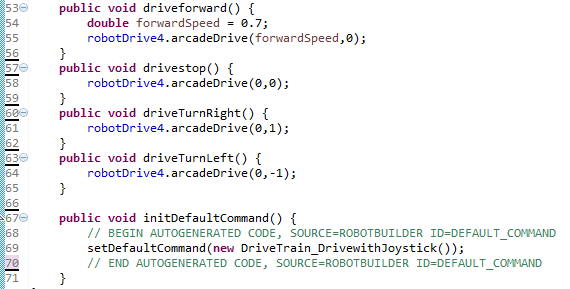 53 public void driveforward() {
54 double forwardSpeed = 0.7;
55 robotDrive4.arcadeDrive(forwardSpeed,0);
56 }
57 public void drivestop() {
58 robotDrive4.arcadeDrive(0,0);
59 }
60 public void driveTurnRight() {
61 robotDrive4.arcadeDrive(0,1);
62 }
63 public void driveTurnLeft() {
64 robotDrive4.arcadeDrive(0,-1);
65 }
66
67 public void initDefaultCommand() {
68 // BEGIN AUTOGENERATED CODE, SOURCE=ROBOTBUILDER ID=DEFAULT_COMMAND
69 setDefaultCommand(new DriveTrain_DrivewithJoystick());
70 // END AUTOGENERATED CODE, SOURCE=ROBOTBUILDER ID=DEFAULT_COMMAND
71 }